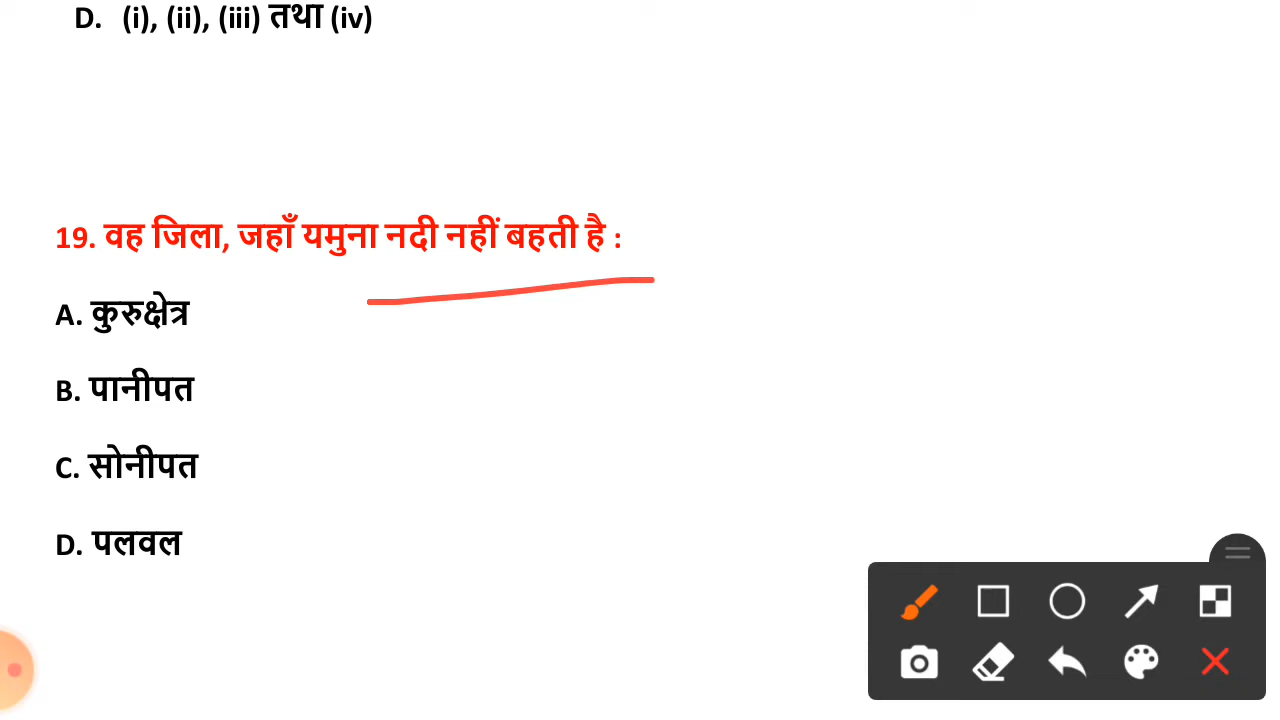 D. (i), (ii), (iii) तथा (iv)
19. वह जिला, जहाँ यमुना नदी नहीं बहती है :
A. कुरुक्षेत्र
B. पानीपत
C. सोनीपत
D. पलवल